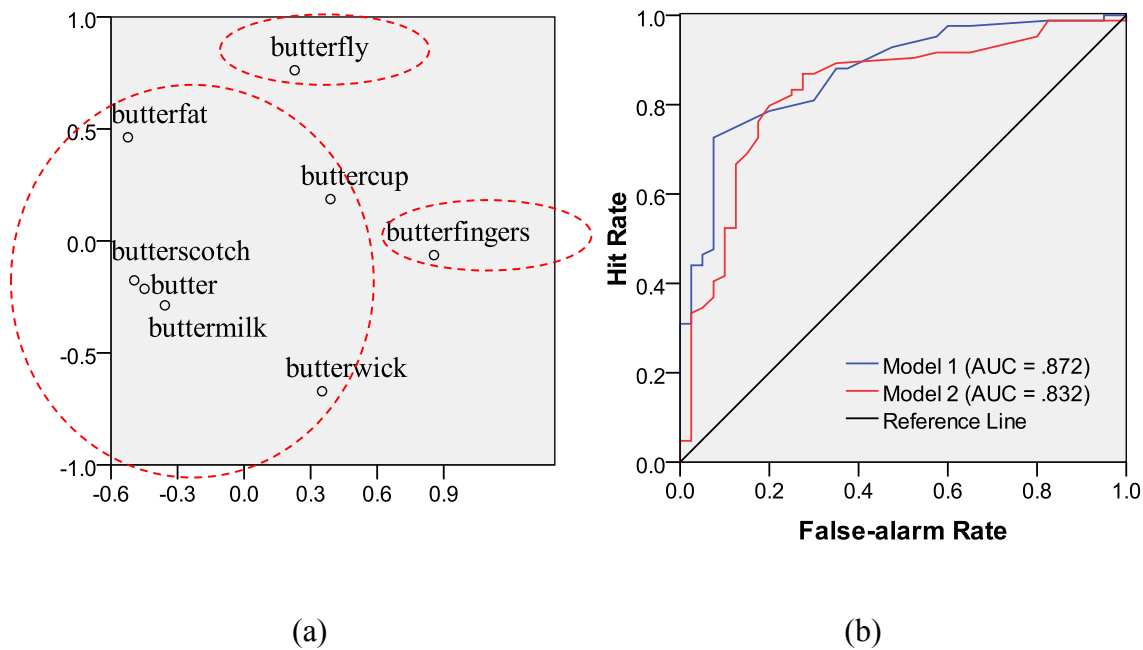 1.0
0.5
0.0
-0.5
-1.0
-0.6
-0.3
0.0
0.3
0.6
0.9
butterfly
butterfat
buttercup
butterfingers
butterscotch
butter
buttermilk
butterwick
(a)
1.0
0.8
0.6
0.4
0.2
0.0
Hit Rate
0.0
0.2
0.4
0.6
0.8
1.0
False-alarm Rate
Model 1 (AUC = .872)
Model 2 (AUC = .832)
Reference Line
(b)